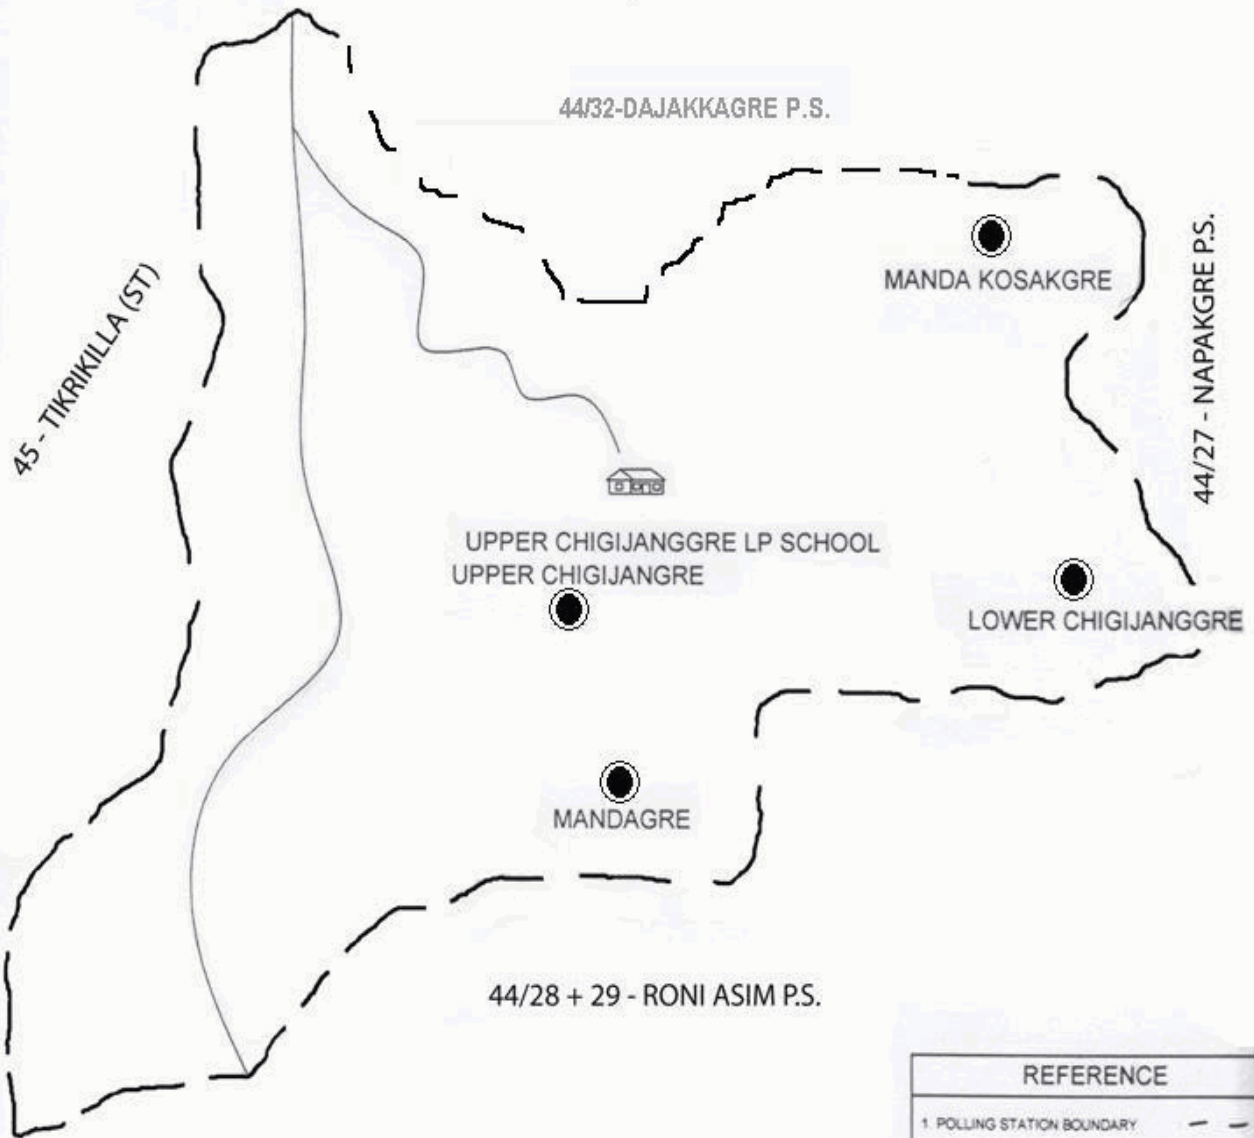 44/32-DAJAKKAGRE P.S.
MANDA KOSAKGRE
44/27 - NAPAKGRE P.S.
45 - TIKRIKILLA (ST)
UPPER CHIGIJANGGRE LP SCHOOL
UPPER CHIGIJANGRE
LOWER CHIGIJANGGRE
MANDAGRE
44/28 + 29 - RONI ASIM P.S.
REFERENCE
1. POLLING STATION BOUNDARY